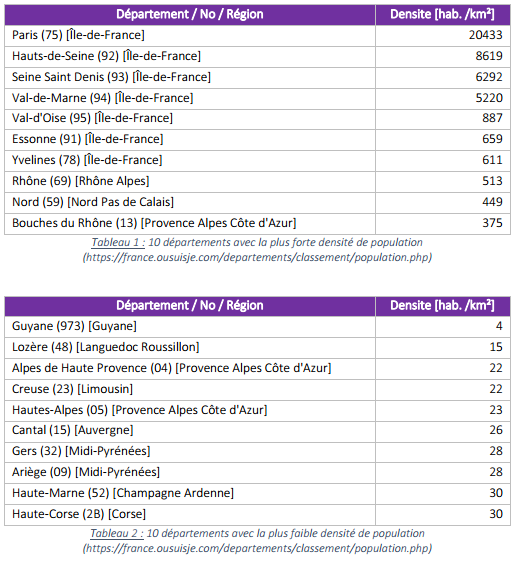 Département / No / Région Densite [hab. /km²]
Paris (75) [Île-de-France] 20433
Hauts-de-Seine (92) [Île-de-France] 8619
Seine Saint Denis (93) [Île-de-France] 6292
Val-de-Marne (94) [Île-de-France] 5220
Val-d'Oise (95) [Île-de-France] 887
Essonne (91) [Île-de-France] 659
Yvelines (78) [Île-de-France] 611
Rhône (69) [Rhône Alpes] 513
Nord (59) [Nord Pas de Calais] 449
Bouches du Rhône (13) [Provence Alpes Côte d'Azur] 375
Tableau 1 : 10 départements avec la plus forte densité de population
(https://france.ousuisje.com/departements/classement/population.php)
Département / No / Région Densite [hab. /km²]
Guyane (973) [Guyane] 4
Lozère (48) [Languedoc Roussillon] 15
Alpes de Haute Provence (04) [Provence Alpes Côte d'Azur] 22
Creuse (23) [Limousin] 22
Hautes-Alpes (05) [Provence Alpes Côte d'Azur] 23
Cantal (15) [Auvergne] 26
Gers (32) [Midi-Pyrénées] 28
Ariège (09) [Midi-Pyrénées] 28
Haute-Marne (52) [Champagne Ardenne] 30
Haute-Corse (2B) [Corse] 30
Tableau 2 : 10 départements avec la plus faible densité de population
(https://france.ousuisje.com/departements/classement/population.php)